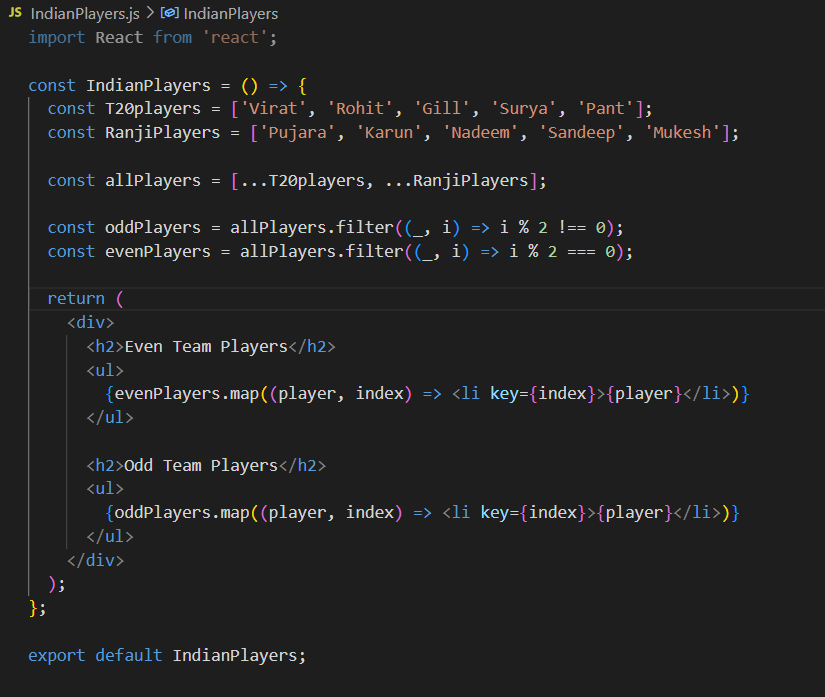 JS IndianPlayers.js > IndianPlayers
import React from 'react';

const IndianPlayers = () => {
  const T20players = ['Virat', 'Rohit', 'Gill', 'Surya', 'Pant'];
  const RanjiPlayers = ['Pujara', 'Karun', 'Nadeem', 'Sandeep', 'Mukesh'];

  const allPlayers = [...T20players, ...RanjiPlayers];

  const oddPlayers = allPlayers.filter((_, i) => i % 2 !== 0);
  const evenPlayers = allPlayers.filter((_, i) => i % 2 === 0);

  return (
    <div>
      <h2>Even Team Players</h2>
      <ul>
        {evenPlayers.map((player, index) => <li key={index}>{player}</li>)}
      </ul>

      <h2>Odd Team Players</h2>
      <ul>
        {oddPlayers.map((player, index) => <li key={index}>{player}</li>)}
      </ul>
    </div>
  );
};

export default IndianPlayers;